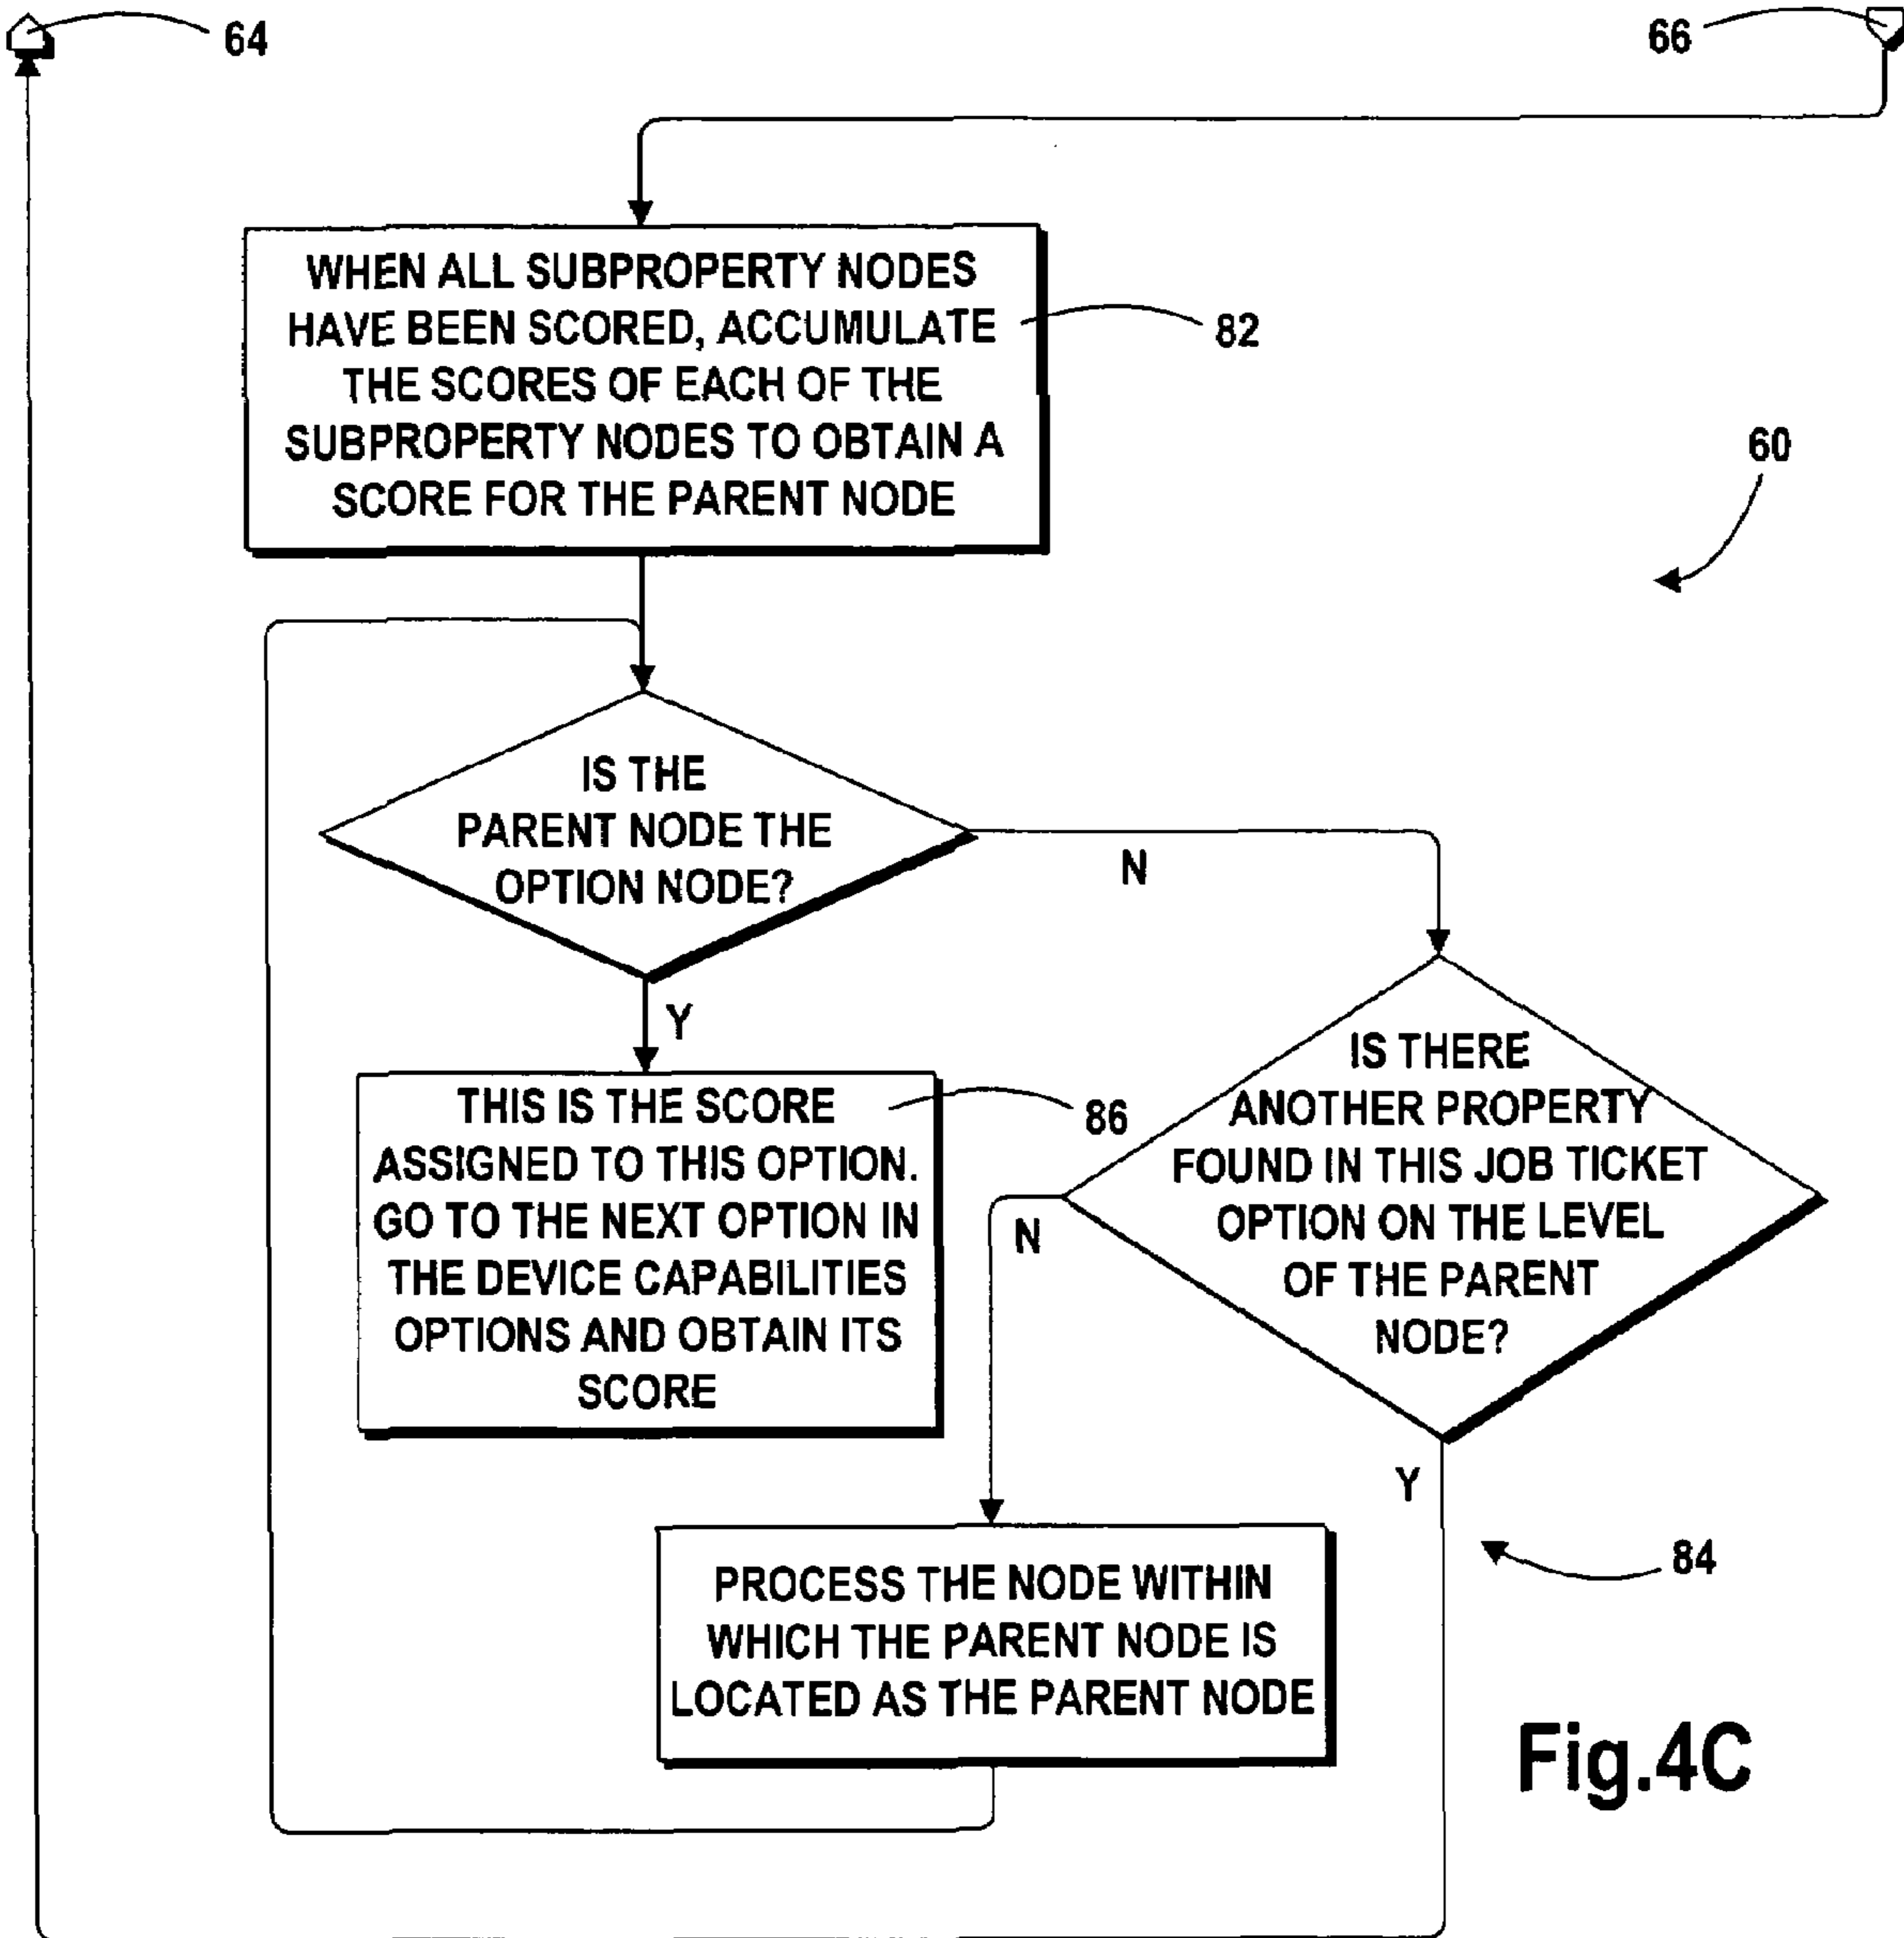 64
66
WHEN ALL SUBPROPERTY NODES
HAVE BEEN SCORED, ACCUMULATE
THE SCORES OF EACH OF THE
SUBPROPERTY NODES TO OBTAIN A
SCORE FOR THE PARENT NODE
82
60
IS THE
PARENT NODE THE
OPTION NODE?
N
Y
THIS IS THE SCORE
ASSIGNED TO THIS OPTION.
GO TO THE NEXT OPTION IN
THE DEVICE CAPABILITIES
OPTIONS AND OBTAIN ITS
SCORE
86
IS THERE
ANOTHER PROPERTY
FOUND IN THIS JOB TICKET
OPTION ON THE LEVEL
OF THE PARENT
NODE?
N
Y
84
PROCESS THE NODE WITHIN
WHICH THE PARENT NODE IS
LOCATED AS THE PARENT NODE
Fig.4C